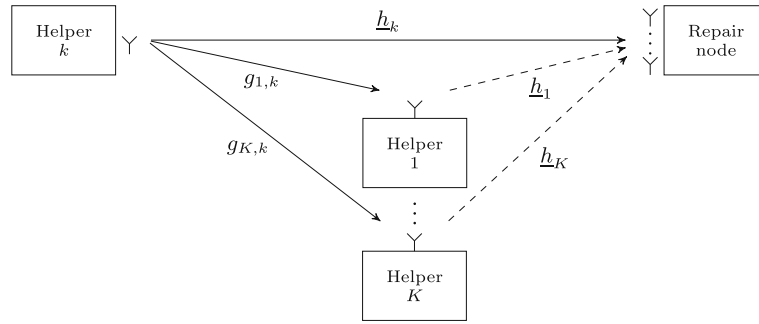 Helper
k
h_k
Repair
node
g_{1,k}
h_1
Helper
1
g_{K,k}
h_K
Helper
K